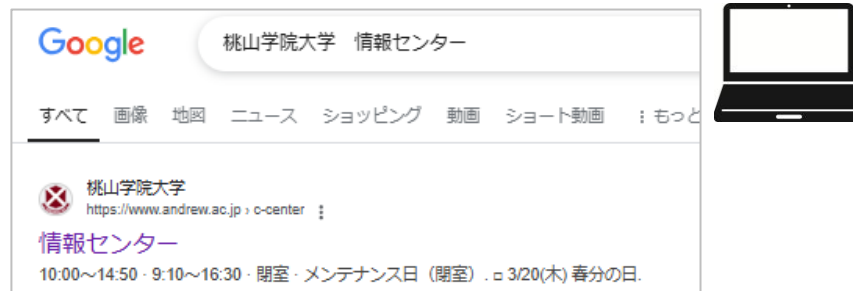 Google
桃山学院大学　情報センター
すべて 画像 地図 ニュース ショッピング 動画 ショート動画 ⋮ もっと
桃山学院大学
https://www.andrew.ac.jp › c-center ⋮
情報センター
10:00～14:50 · 9:10～16:30 · 閉室 · メンテナンス日（閉室）. □ 3/20(木) 春分の日.